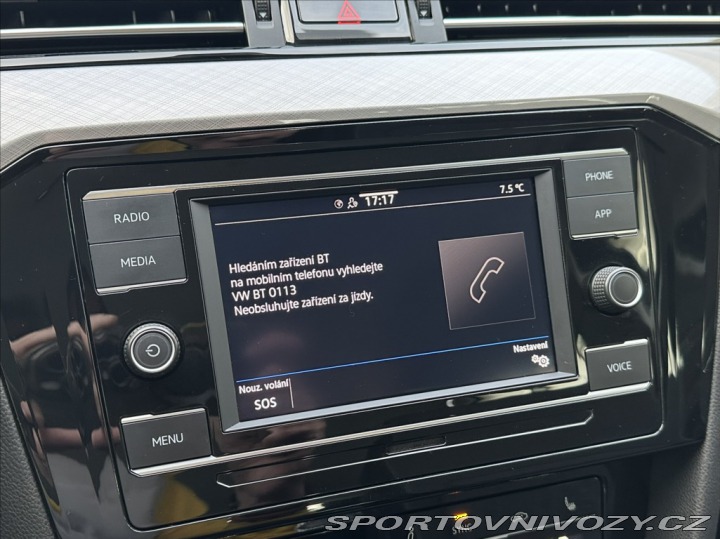 17:17
7.5 °C
RADIO
MEDIA
MENU
PHONE
APP
VOICE
Hledáním zařízení BT
na mobilním telefonu vyhledejte
VW BT 0113
Neobsluhujte zařízení za jízdy.
Nastavení
Nouz. volání
SOS
SPORTOVNIVOZY.CZ